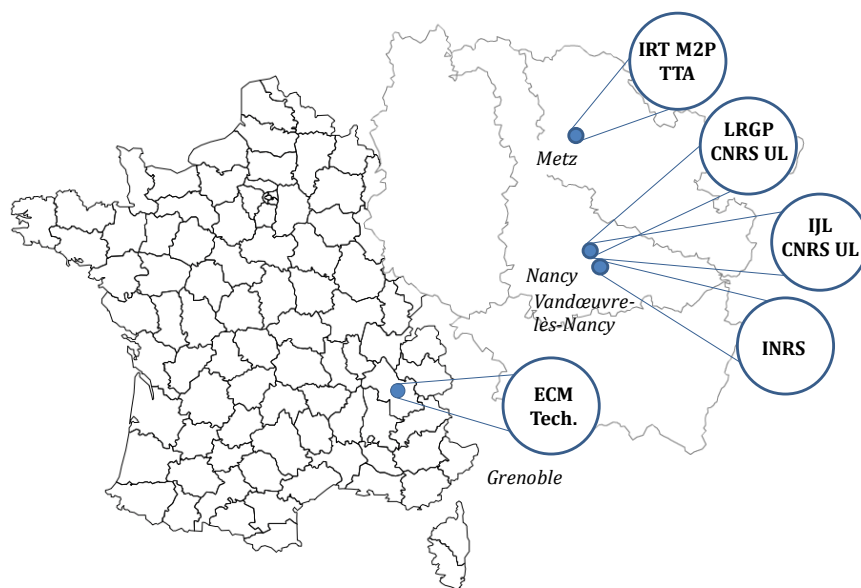 IRT M2P
TTA
Metz
LRGP
CNRS UL
IJL
CNRS UL
Nancy
Vandœuvre-
lès-Nancy
INRS
ECM
Tech.
Grenoble